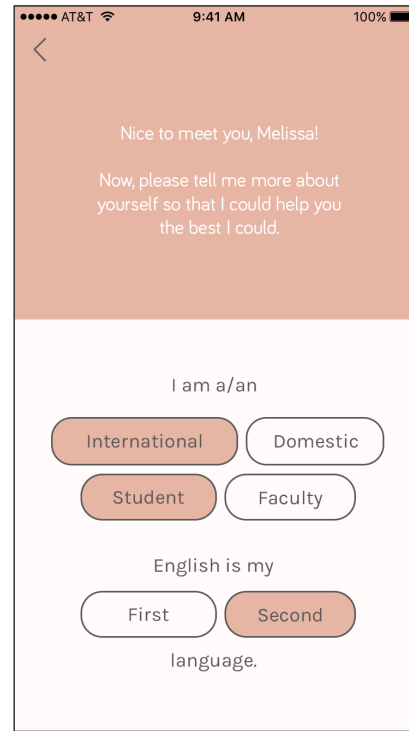 AT&T 9:41 AM 100%
Nice to meet you, Melissa!
Now, please tell me more about
yourself so that I could help you
the best I could.
I am a/an
International Domestic
Student Faculty
English is my
First Second
language.